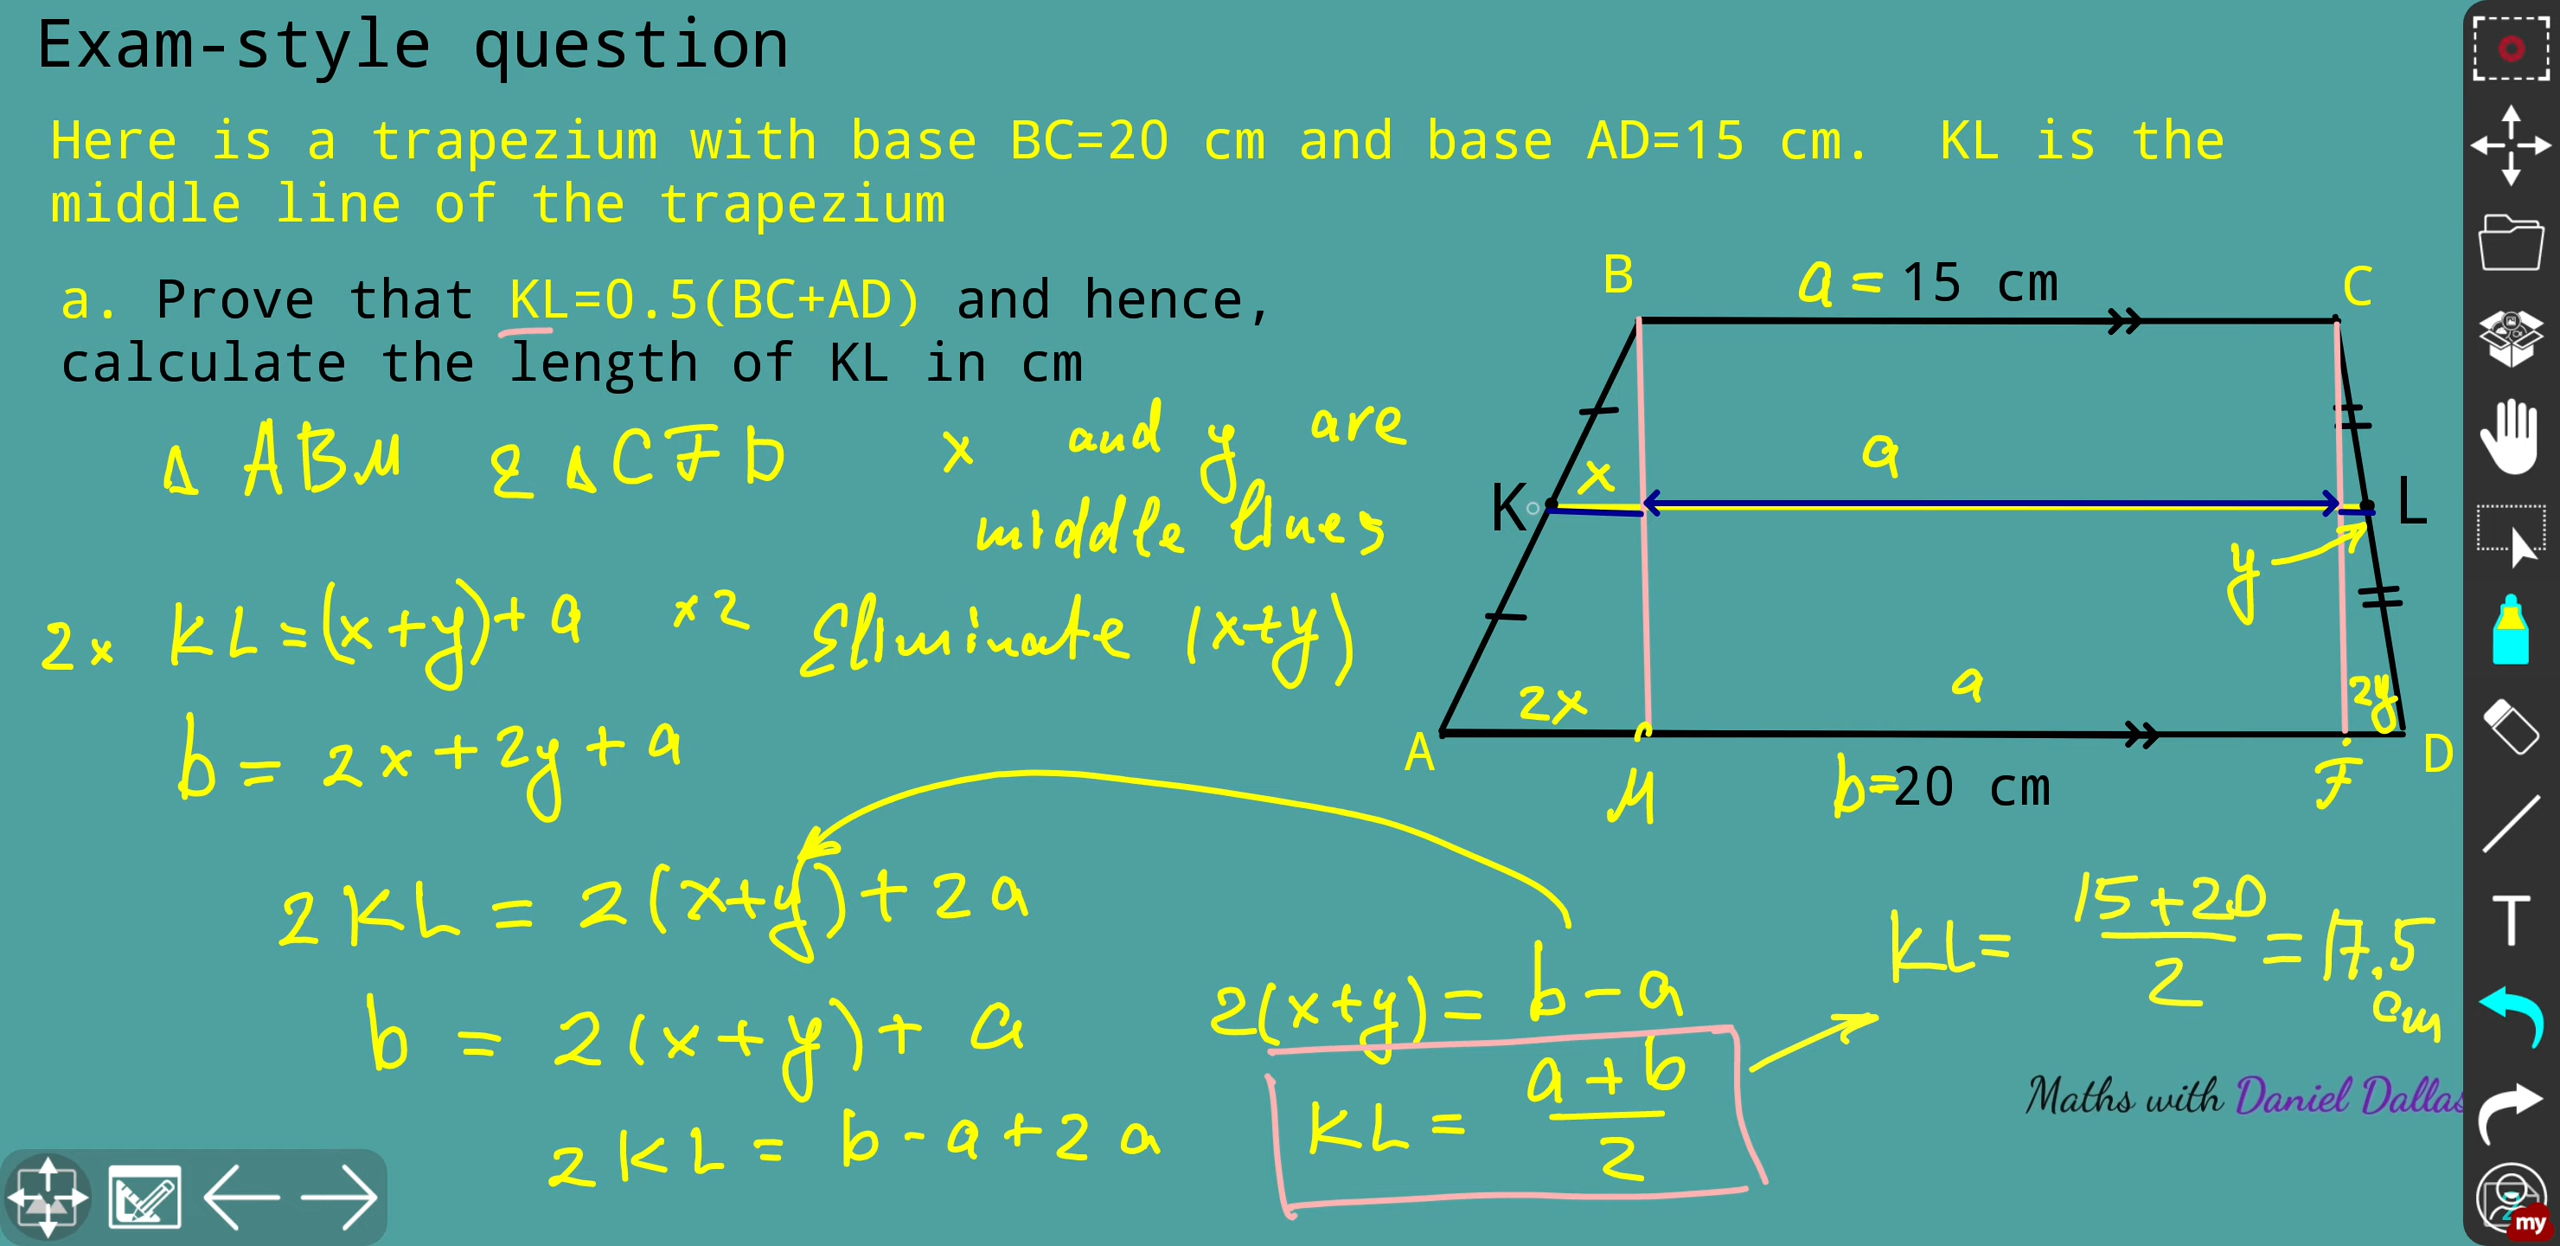 Exam-style question
Here is a trapezium with base BC=20 cm and base AD=15 cm. KL is the
middle line of the trapezium
a. Prove that KL=0.5(BC+AD) and hence,
calculate the length of KL in cm
B a = 15 cm C
△ ABM & △ CFD x and y are
middle lines
K x a L
y
2x KL=(x+y)+a x2 Eliminate (x+y)
2x a 2y
b = 2x+2y+a
A M b=20 cm F D
2KL = 2(x+y)+2a
b = 2(x+y)+ a
2(x+y)= b-a
KL= 15+20/2 = 17.5 cm
2KL = b-a+2a
KL= a+b/2
Maths with Daniel Dallas
T
my